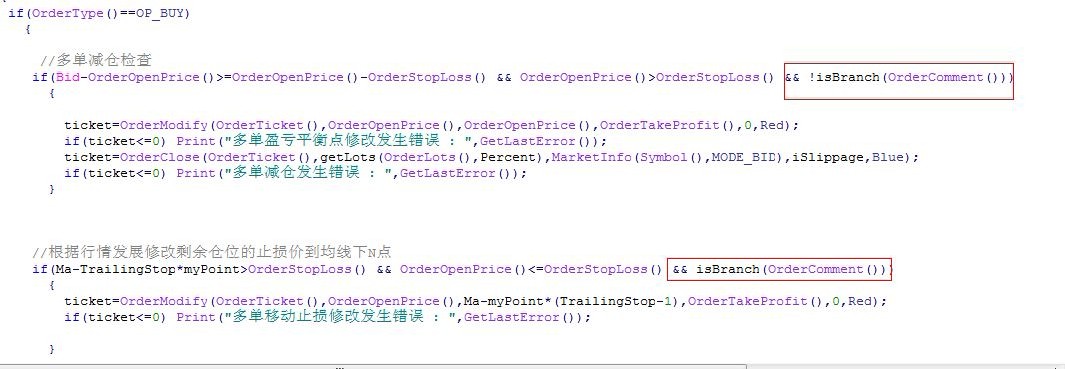 if(OrderType()==OP_BUY)
{
//多单减仓检查
if(Bid-OrderOpenPrice()>=OrderOpenPrice()-OrderStopLoss() && OrderOpenPrice()>OrderStopLoss() && !isBranch(OrderComment()))
{
ticket=OrderModify(OrderTicket(),OrderOpenPrice(),OrderOpenPrice(),OrderTakeProfit(),0,Red);
if(ticket<=0) Print("多单盈亏平衡点修改发生错误 : ",GetLastError());
ticket=OrderClose(OrderTicket(),getLots(OrderLots(),Percent),MarketInfo(Symbol(),MODE_BID),iSlippage,Blue);
if(ticket<=0) Print("多单减仓发生错误 : ",GetLastError());
}
//根据行情发展修改剩余仓位的止损价到均线下N点
if(Ma-TrailingStop*myPoint>OrderStopLoss() && OrderOpenPrice()<=OrderStopLoss() && isBranch(OrderComment()))
{
ticket=OrderModify(OrderTicket(),OrderOpenPrice(),Ma-myPoint*(TrailingStop-1),OrderTakeProfit(),0,Red);
if(ticket<=0) Print("多单移动止损修改发生错误 : ",GetLastError());
}